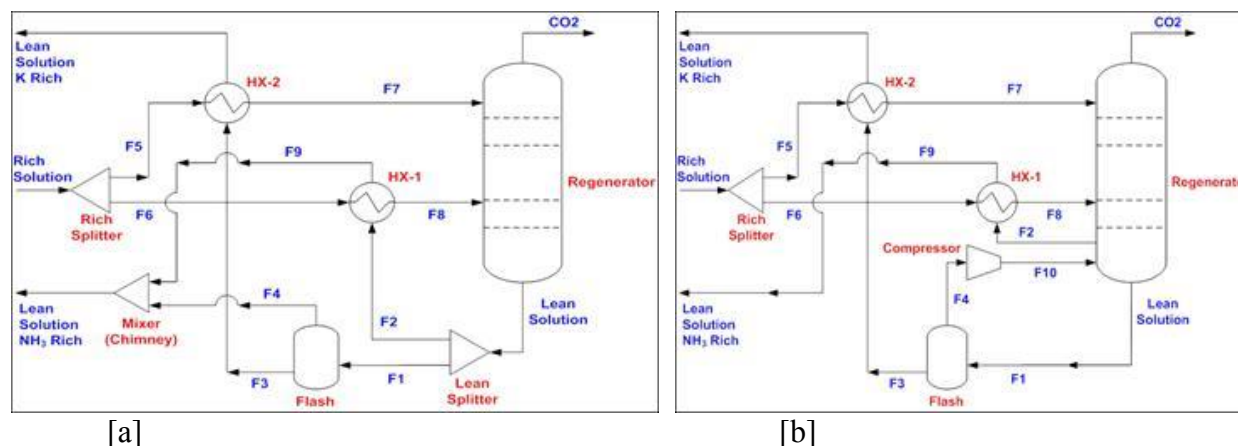 CO2
Lean
Solution
K Rich
HX-2
F7
F5
F9
Rich
Solution
HX-1
Regenerator
F6
F8
Rich
Splitter
F4
F2
Lean
Solution
Lean
Solution
NH3 Rich
Mixer
(Chimney)
F3
F1
Flash
Lean
Splitter
[a]
CO2
Lean
Solution
K Rich
HX-2
F7
F5
F9
Rich
Solution
HX-1
Regenerator
F6
F8
Rich
Splitter
F2
Compressor
F10
F4
Lean
Solution
NH3 Rich
Lean
Solution
F3
F1
Flash
[b]